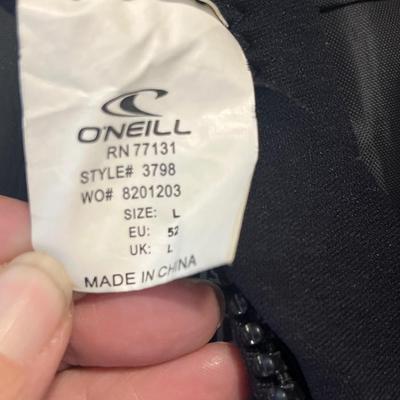 O'NEILL
RN 77131
STYLE# 3798
WO# 8201203
SIZE: L
EU: 52
UK: L
MADE IN CHINA